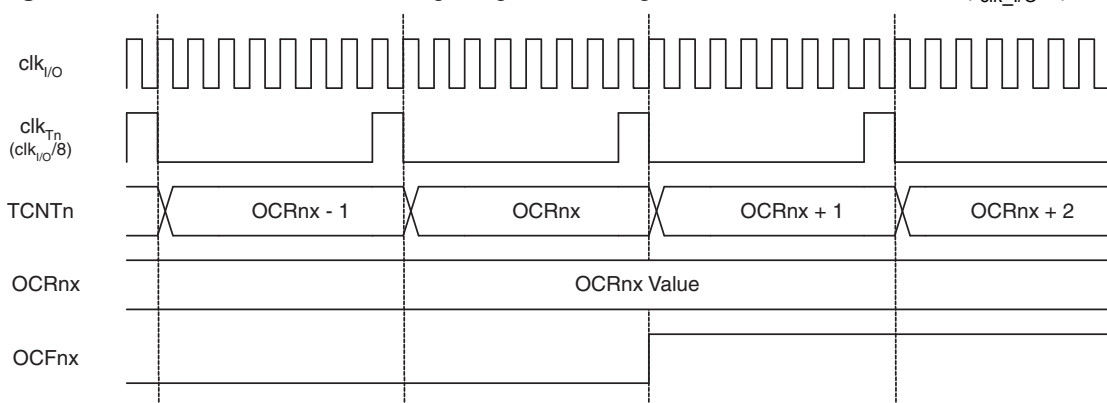 clkI/O
clkTn
(clkI/O/8)
TCNTn OCRnx - 1 OCRnx OCRnx + 1 OCRnx + 2
OCRnx OCRnx Value
OCFnx